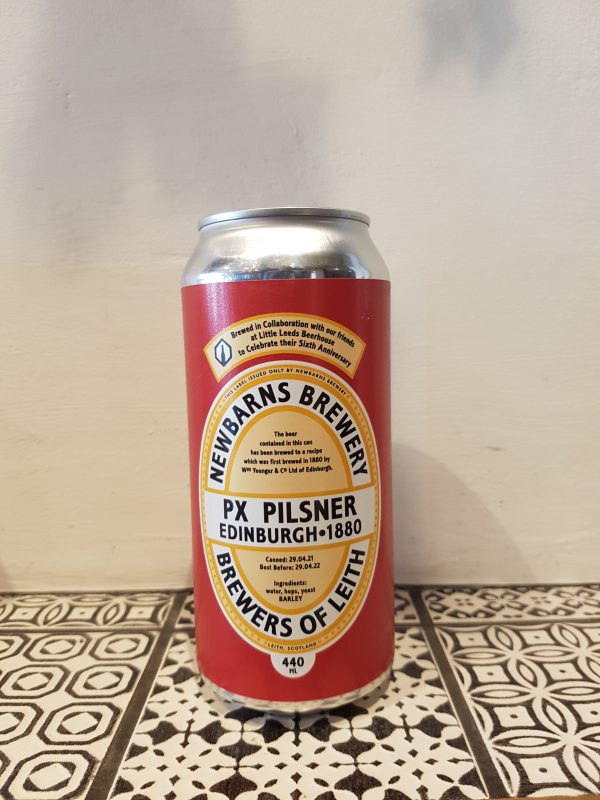 Brewed in Collaboration with our friends
at Little Leeds Beerhouse
to Celebrate their Sixth Anniversary
THIS LABEL ISSUED ONLY BY NEWBARNS BREWERY
NEWBARNS BREWERY
The beer
contained in this can
has been brewed to a recipe
which was first brewed in 1880 by
Wm Younger & Co Ltd of Edinburgh.
PX PILSNER
EDINBURGH•1880
Canned: 29.04.21
Best Before: 29.04.22
Ingredients:
water, hops, yeast
BARLEY
BREWERS OF LEITH
LEITH, SCOTLAND
440
ML